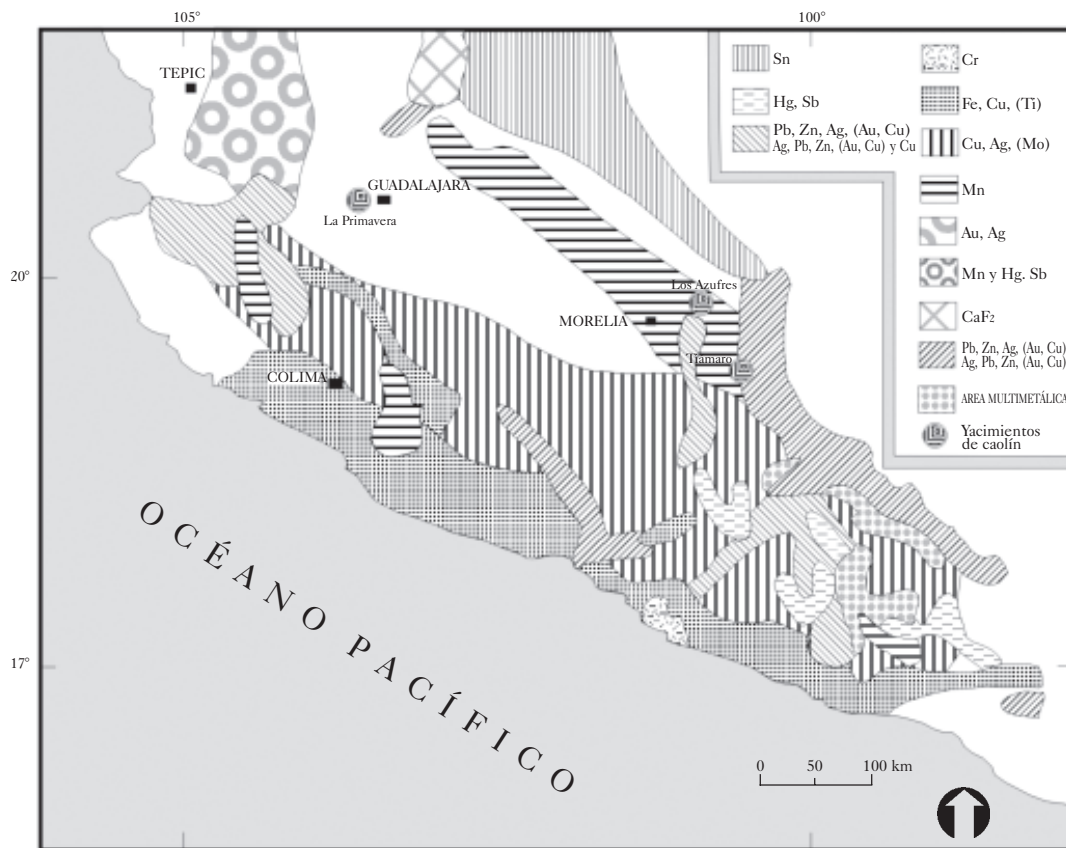 105°
100°
TEPIC
GUADALAJARA
La Primavera
20°
Los Azufres
MORELIA
Tiámaro
COLIMA
OCÉANO PACÍFICO
17°
Sn
Hg, Sb
Pb, Zn, Ag, (Au, Cu)
Ag, Pb, Zn, (Au, Cu) y Cu
Cr
Fe, Cu, (Ti)
Cu, Ag, (Mo)
Mn
Au, Ag
Mn y Hg. Sb
CaF2
Pb, Zn, Ag, (Au, Cu)
Ag, Pb, Zn, (Au, Cu)
AREA MULTIMETÁLICA
Yacimientos
de caolín
0 50 100 km